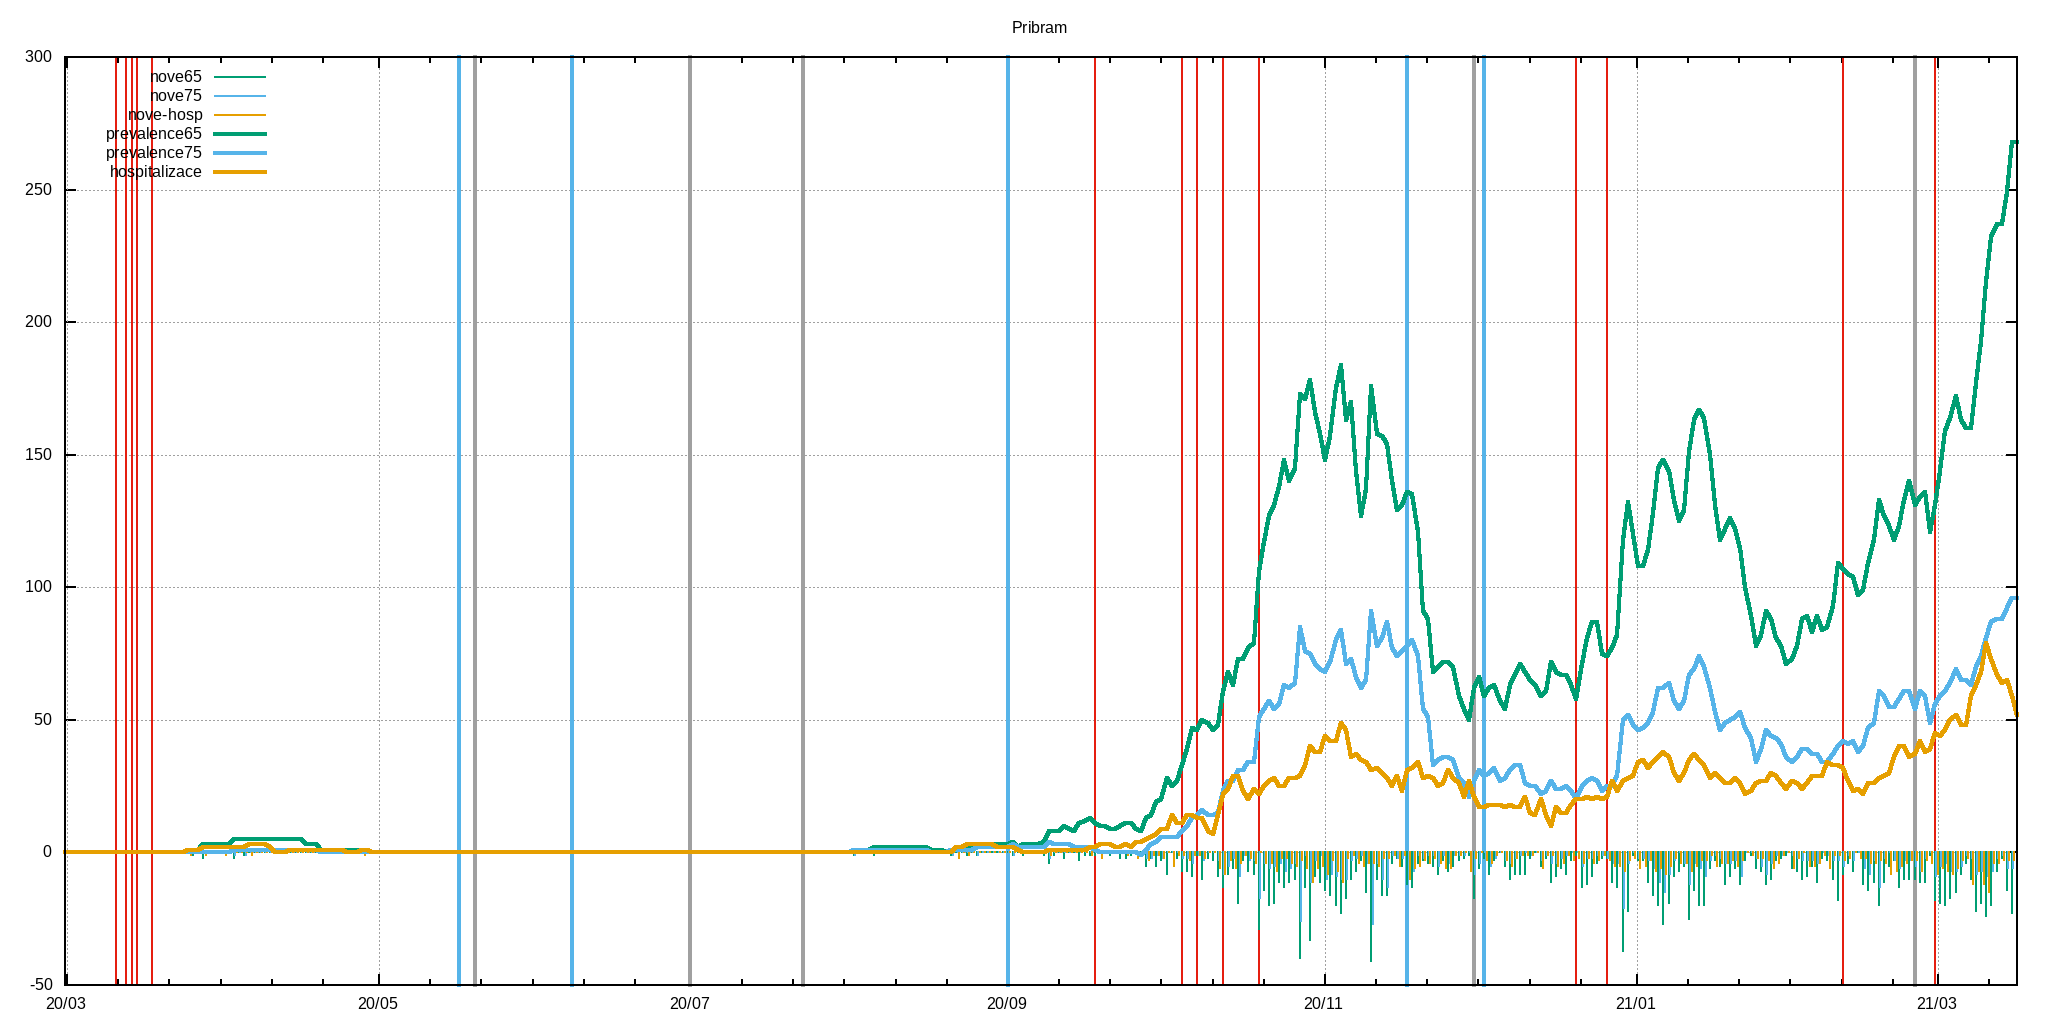 Pribram
300
250
200
150
100
50
0
-50
nove65
nove75
nove-hosp
prevalence65
prevalence75
hospitalizace
20/03 20/05 20/07 20/09 20/11 21/01 21/03